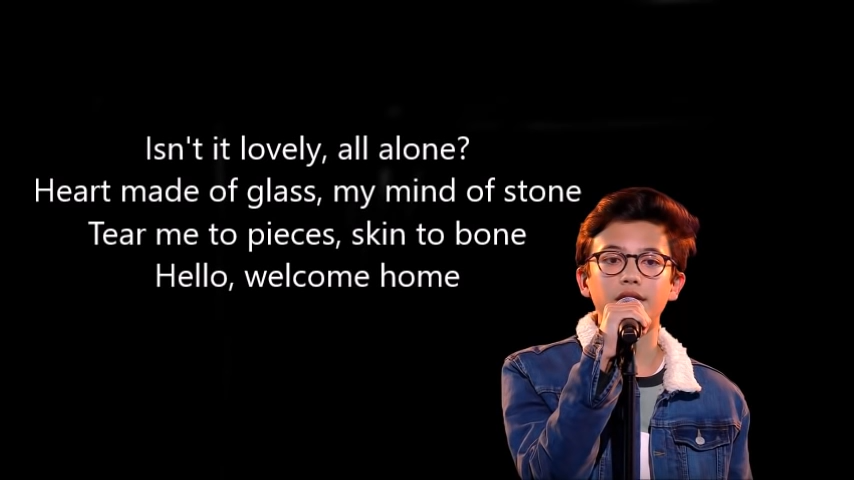 Isn't it lovely, all alone?
Heart made of glass, my mind of stone
Tear me to pieces, skin to bone
Hello, welcome home